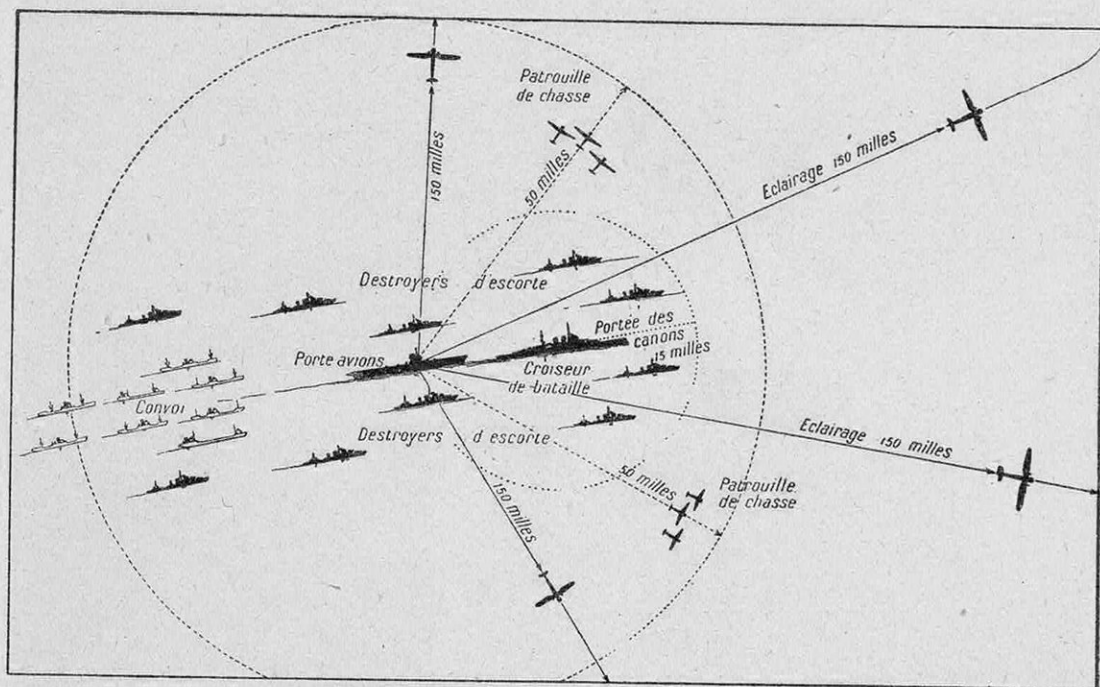 Patrouille
de chasse
150 milles
50 milles
Eclairage 150 milles
Destroyers d'escorte
Portée des
canons
15 milles
Porte avions
Croiseur
de bataille
Convoi
Destroyers d escorte
Eclairage 150 milles
50 milles
Patrouille
de chasse
150 milles